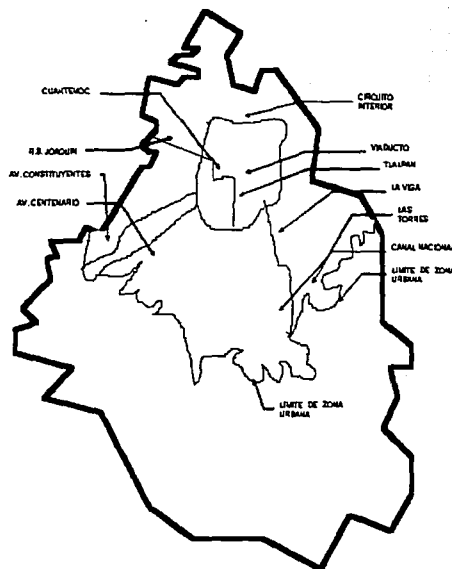 CUAHTEMOC
CIRCUITO
INTERIOR
R.S. JOAQUIN
VIADUCTO
TLALPAN
AV. CONSTITUYENTES
LA VIGA
AV. CENTENARIO
LAS
TORRES
CANAL NACIONAL
LIMITE DE ZONA
URBANA
LIMITE DE ZONA
URBANA